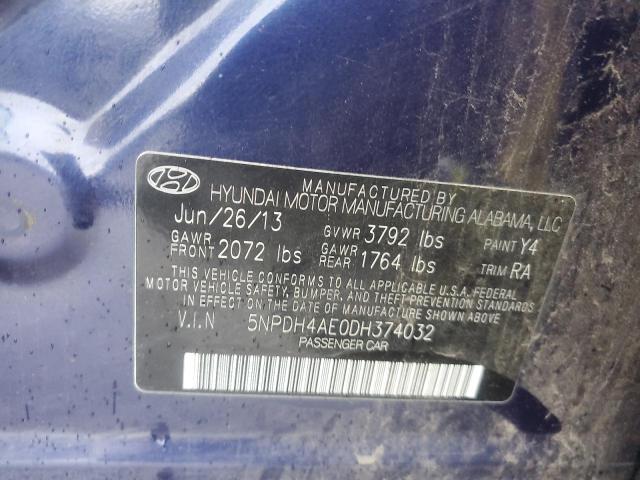 MANUFACTURED BY
HYUNDAI MOTOR MANUFACTURING ALABAMA, LLC
Jun/26/13 GVWR 3792 lbs PAINT Y4
GAWR FRONT 2072 lbs GAWR REAR 1764 lbs TRIM RA
THIS VEHICLE CONFORMS TO ALL APPLICABLE U.S.A. FEDERAL
MOTOR VEHICLE SAFETY, BUMPER, AND THEFT PREVENTION
STANDARDS IN EFFECT ON THE DATE OF MANUFACTURE SHOWN ABOVE
V.I.N 5NPDH4AE0DH374032
PASSENGER CAR